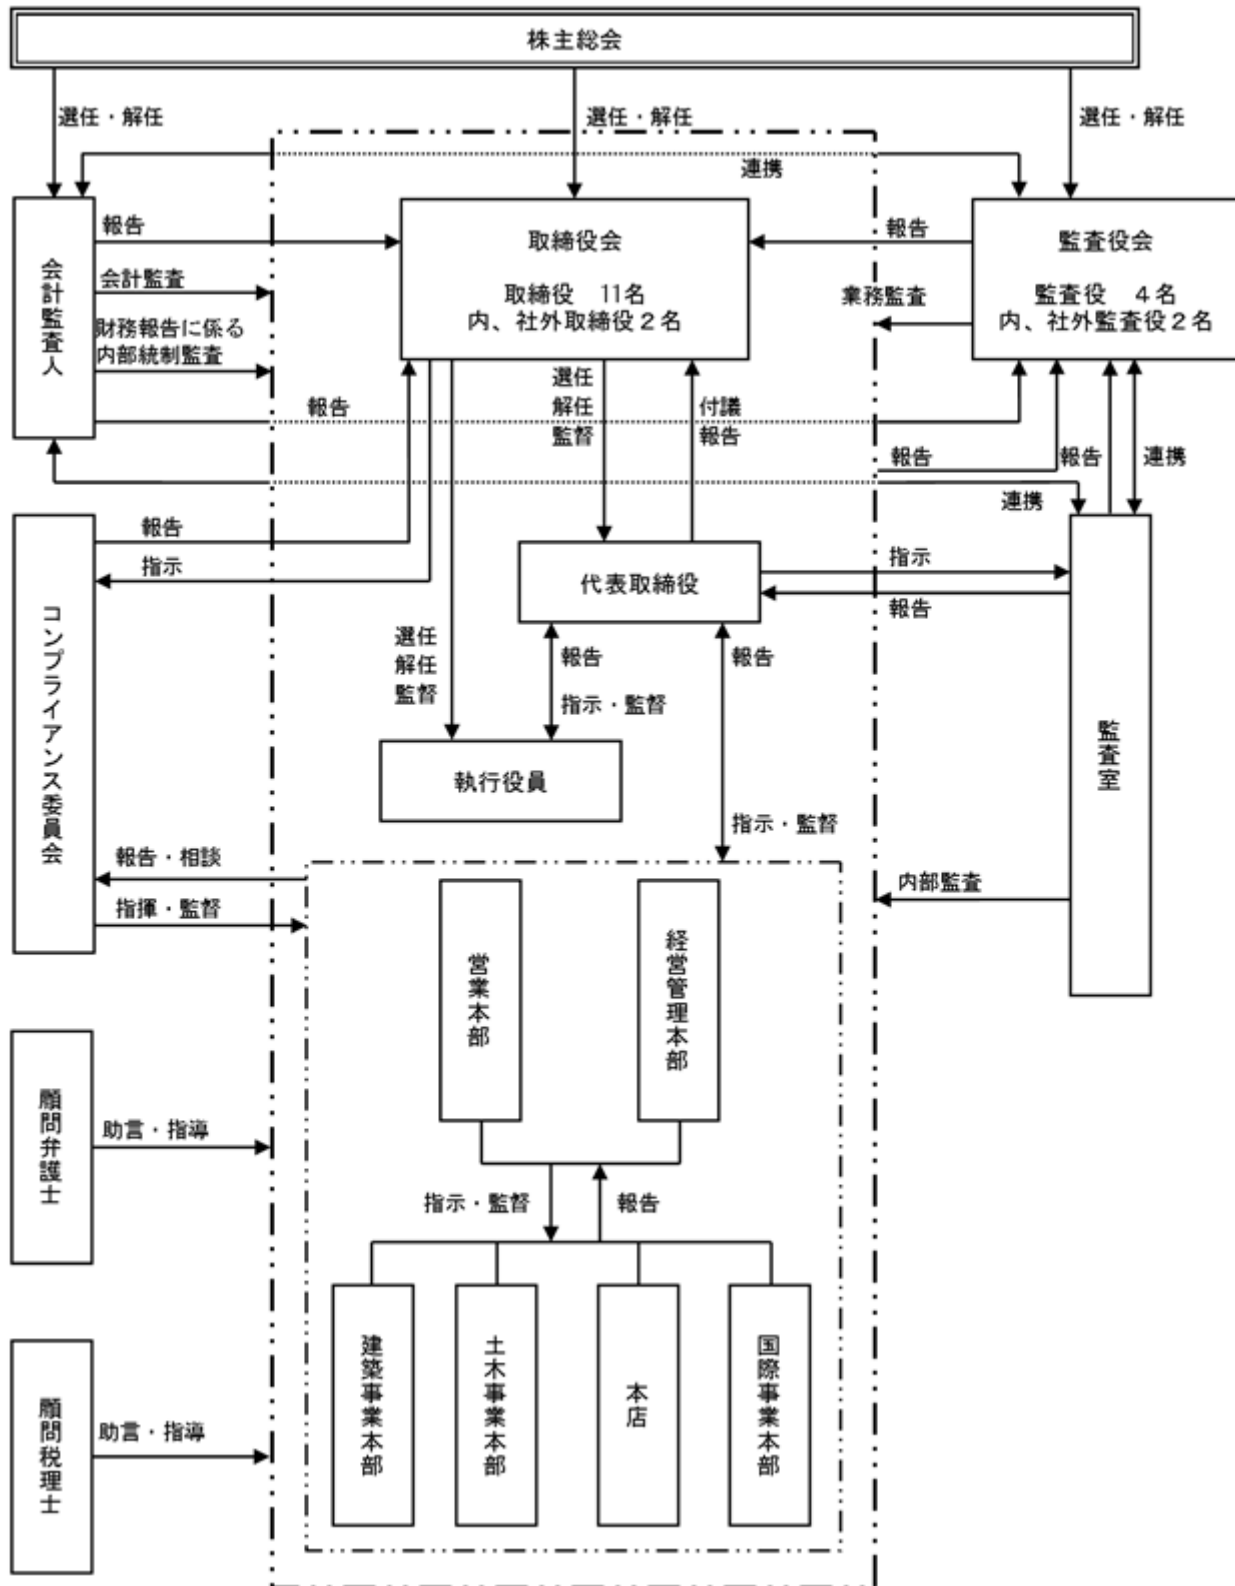 株主総会
選任・解任
選任・解任
選任・解任
連携
会計監査人
報告
会計監査
財務報告に係る
内部統制監査
報告
取締役会
取締役　11名
内、社外取締役２名
報告
業務監査
監査役会
監査役　４名
内、社外監査役２名
選任
解任
監督
付議
報告
報告
報告
連携
連携
コンプライアンス委員会
報告
指示
代表取締役
指示
報告
監査室
選任
解任
監督
報告
指示・監督
報告
指示・監督
執行役員
報告・相談
指揮・監督
内部監査
営業本部
経営管理本部
顧問弁護士
助言・指導
指示・監督
報告
顧問税理士
助言・指導
建築事業本部
土木事業本部
本店
国際事業本部